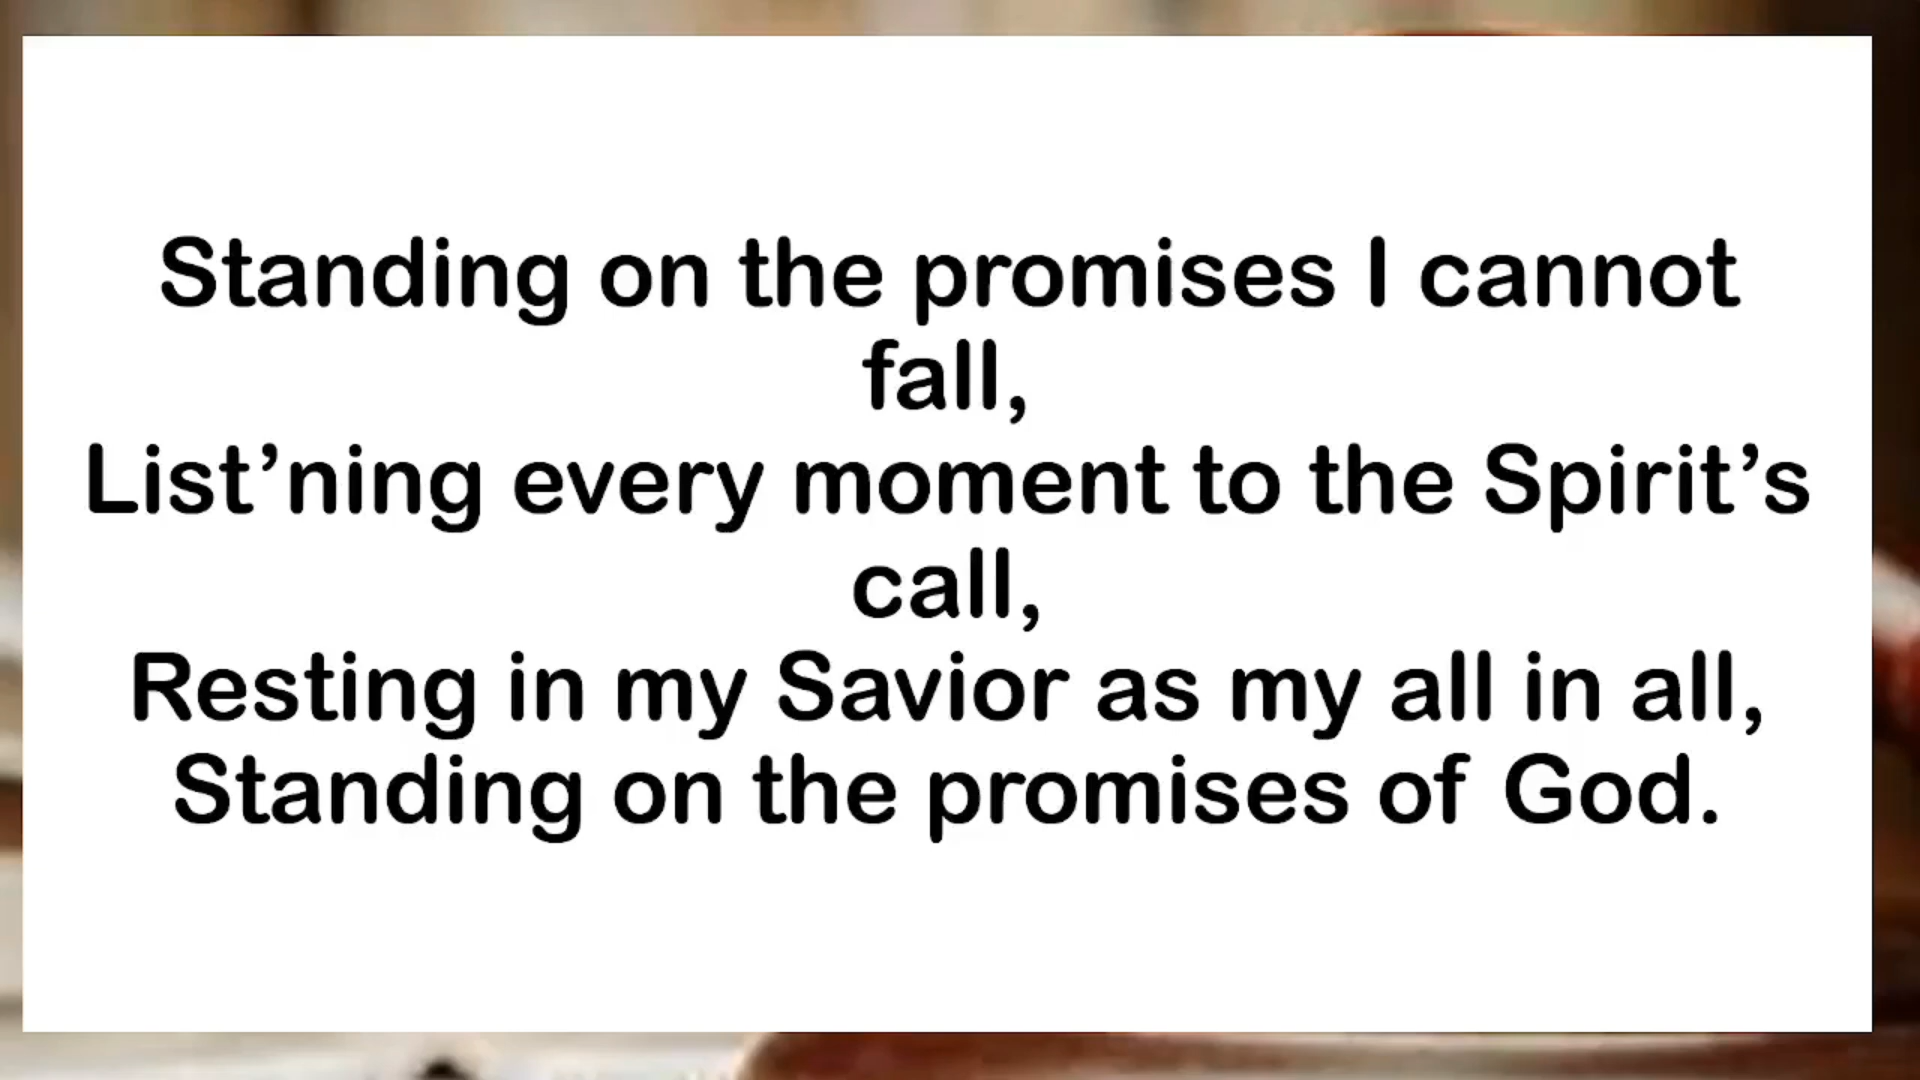 Standing on the promises I cannot
fall,
List’ning every moment to the Spirit’s
call,
Resting in my Savior as my all in all,
Standing on the promises of God.